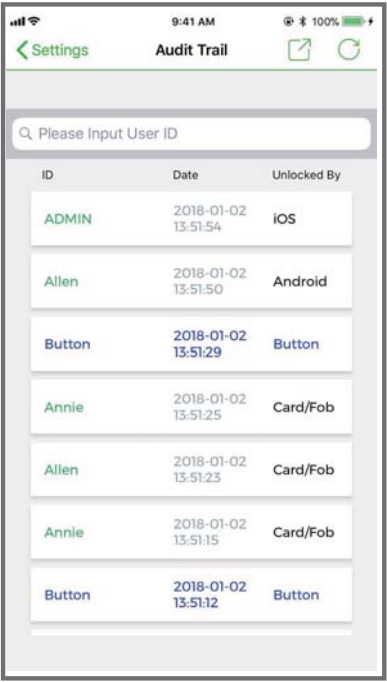 9:41 AM
100%
Settings
Audit Trail
Please Input User ID
ID Date Unlocked By
ADMIN 2018-01-02 13:51:54 iOS
Allen 2018-01-02 13:51:50 Android
Button 2018-01-02 13:51:29 Button
Annie 2018-01-02 13:51:25 Card/Fob
Allen 2018-01-02 13:51:23 Card/Fob
Annie 2018-01-02 13:51:15 Card/Fob
Button 2018-01-02 13:51:12 Button